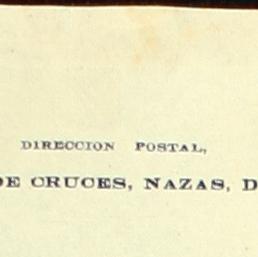 DIRECCION POSTAL,
DE CRUCES, NAZAS, D